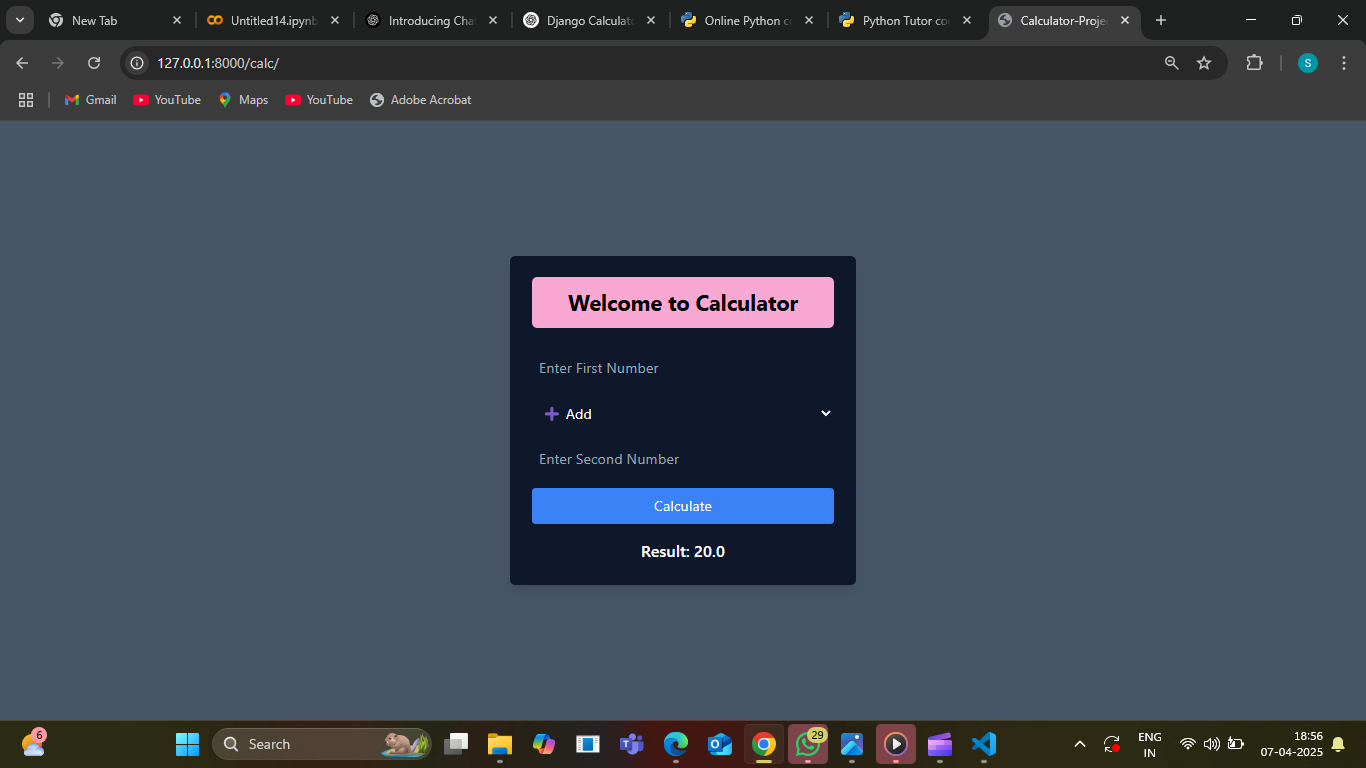 New Tab
Untitled14.ipynb
Introducing Cha
Django Calculato
Online Python co
Python Tutor co
Calculator-Proje
127.0.0.1:8000/calc/
S
Gmail
YouTube
Maps
YouTube
Adobe Acrobat
Welcome to Calculator
Enter First Number
Add
Enter Second Number
Calculate
Result: 20.0
6
Search
29
ENG
IN
18:56
07-04-2025